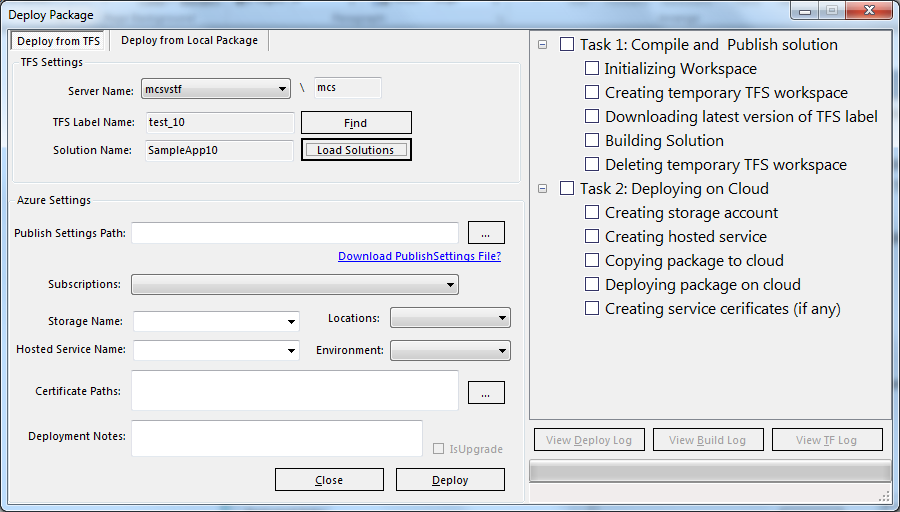 Deploy Package
Deploy from TFS
Deploy from Local Package
TFS Settings
Server Name: mcsvstf \ mcs
TFS Label Name: test_10 Find
Solution Name: SampleApp10 Load Solutions
Azure Settings
Publish Settings Path: ...
Download PublishSettings File?
Subscriptions:
Storage Name: Locations:
Hosted Service Name: Environment:
Certificate Paths: ...
Deployment Notes: IsUpgrade
Close Deploy
Task 1: Compile and Publish solution
Initializing Workspace
Creating temporary TFS workspace
Downloading latest version of TFS label
Building Solution
Deleting temporary TFS workspace
Task 2: Deploying on Cloud
Creating storage account
Creating hosted service
Copying package to cloud
Deploying package on cloud
Creating service cerificates (if any)
View Deploy Log View Build Log View TF Log